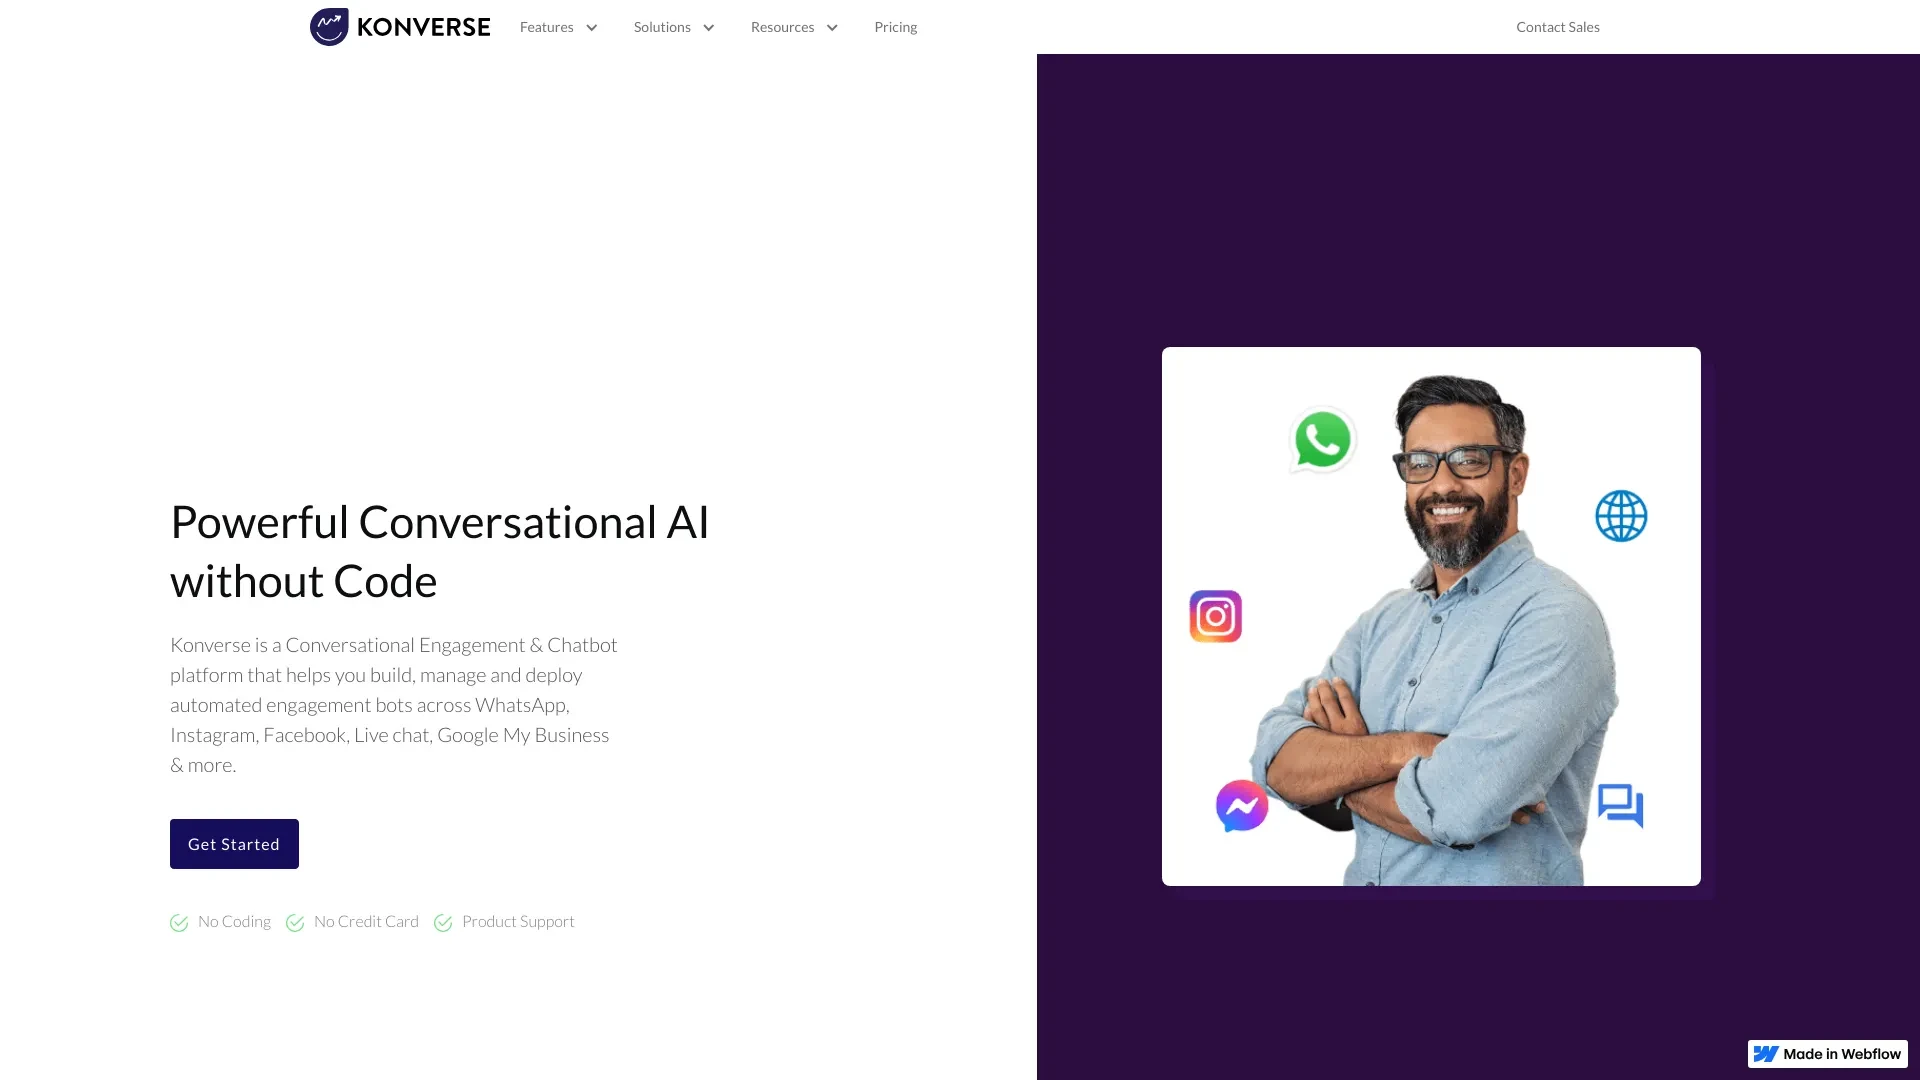 KONVERSE
Features
Solutions
Resources
Pricing
Contact Sales
Powerful Conversational AI
without Code
Konverse is a Conversational Engagement & Chatbot
platform that helps you build, manage and deploy
automated engagement bots across WhatsApp,
Instagram, Facebook, Live chat, Google My Business
& more.
Get Started
No Coding
No Credit Card
Product Support
Made in Webflow